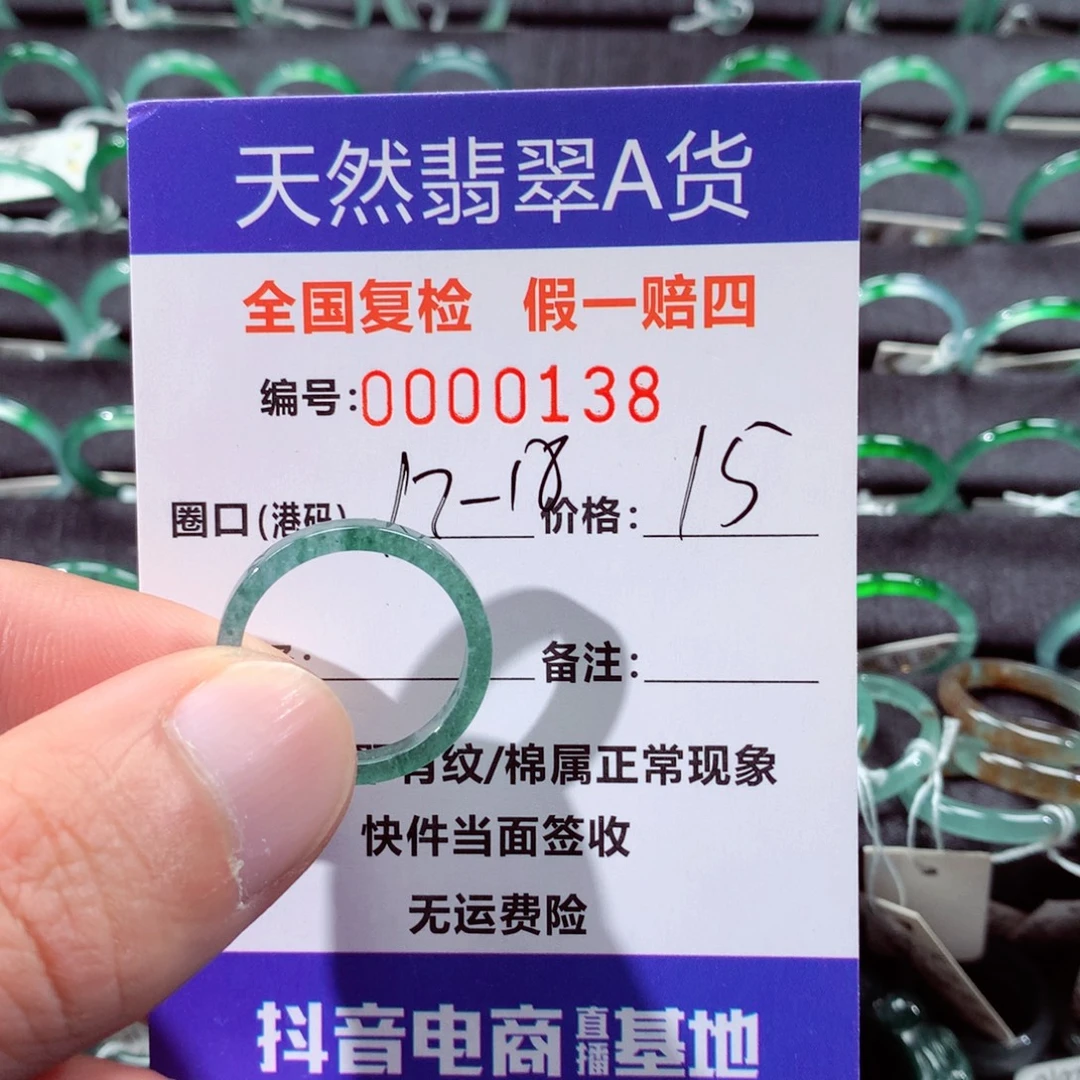 天然翡翠A货
全国复检 假一赔四
编号:0000138
圈口(港码) 17-18 价格: 15
备注:
有纹/棉属正常现象
快件当面签收
无运费险
抖音电商直播基地